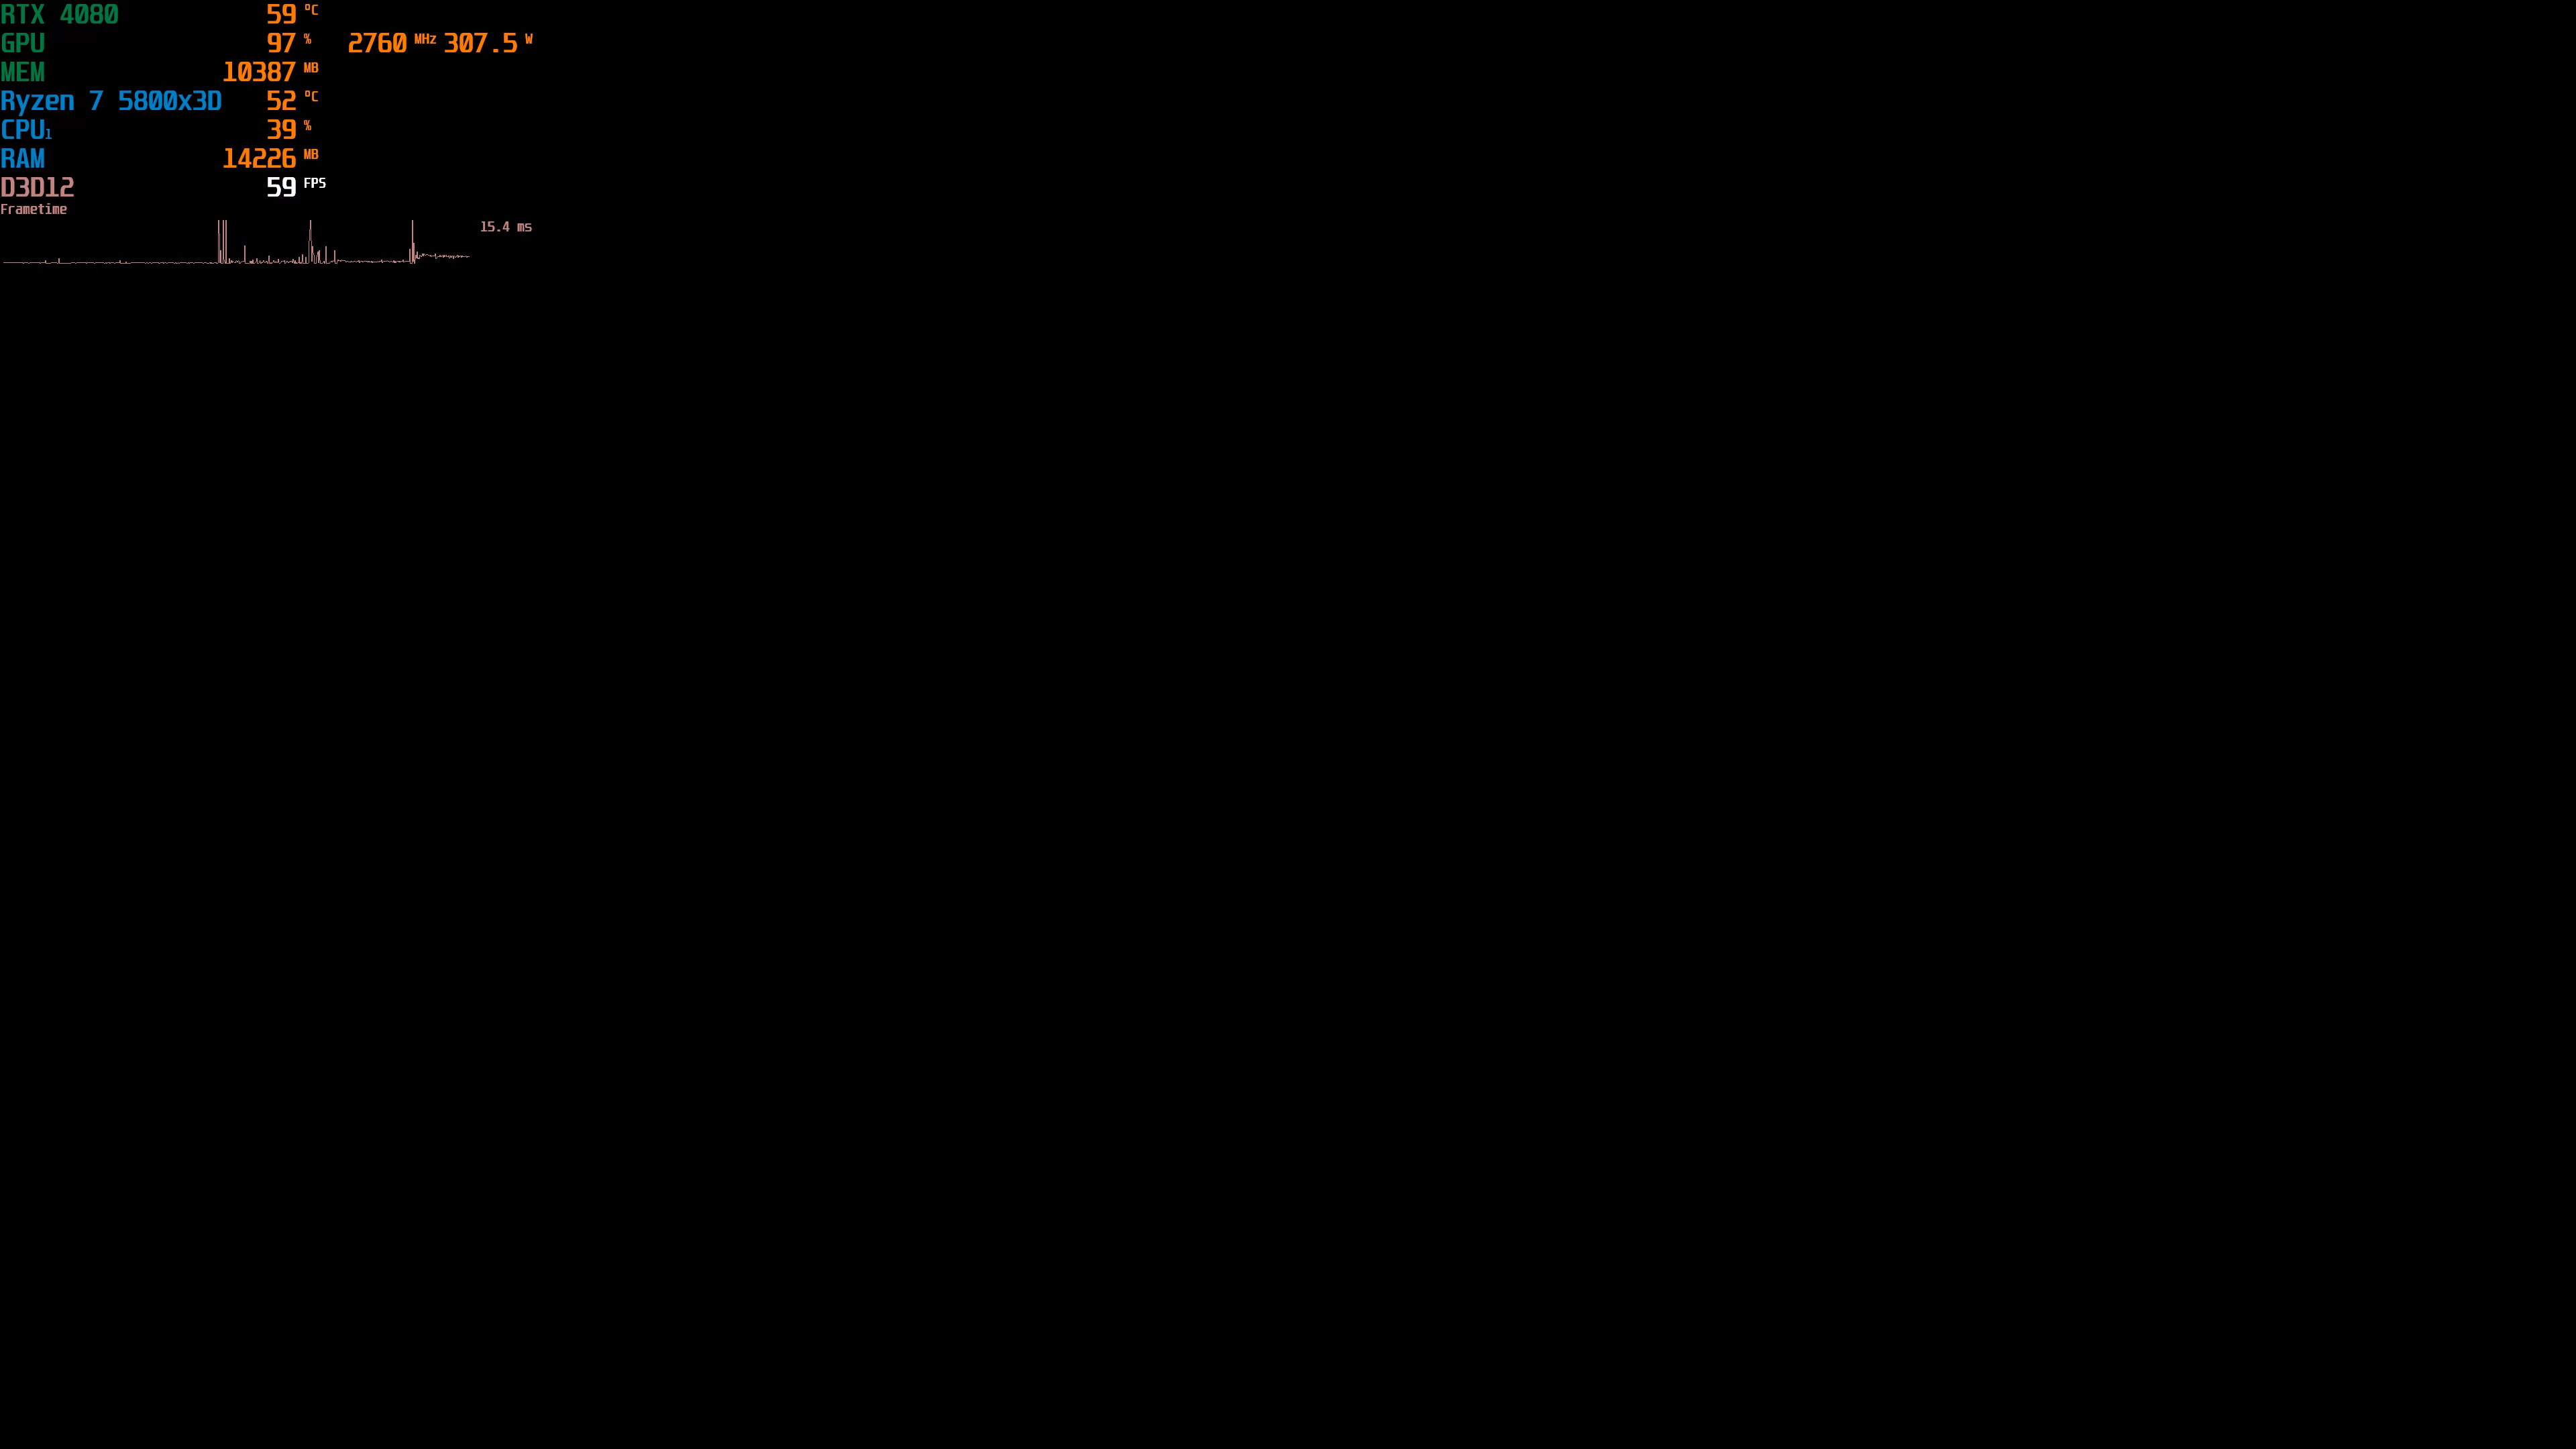 RTX 4080 59 °C
GPU 97 % 2760 MHz 307.5 W
MEM 10387 MB
Ryzen 7 5800x3D 52 °C
CPU1 39 %
RAM 14226 MB
D3D12 59 FPS
Frametime
15.4 ms